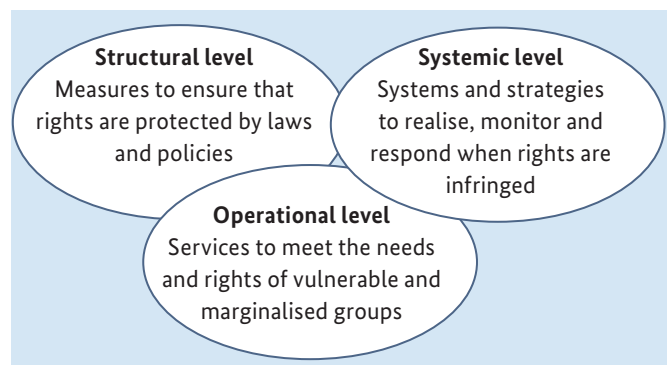 Structural level
Measures to ensure that
rights are protected by laws
and policies
Systemic level
Systems and strategies
to realise, monitor and
respond when rights are
infringed
Operational level
Services to meet the needs
and rights of vulnerable and
marginalised groups